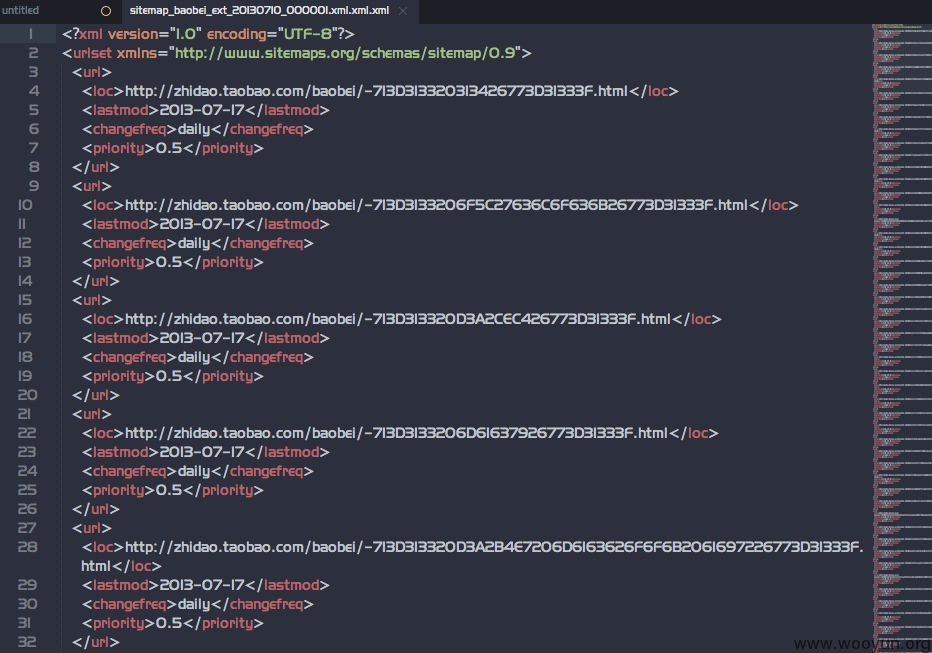 untitled sitemap_baobei_ext_20130710_000001.xml.xml.xml
1 <?xml version="1.0" encoding="UTF-8"?>
2 <urlset xmlns="http://www.sitemaps.org/schemas/sitemap/0.9">
3 <url>
4 <loc>http://zhidao.taobao.com/baobei/-713D313320313426773D31333F.html</loc>
5 <lastmod>2013-07-17</lastmod>
6 <changefreq>daily</changefreq>
7 <priority>0.5</priority>
8 </url>
9 <url>
10 <loc>http://zhidao.taobao.com/baobei/-713D3133206F5C27636C6F636B26773D31333F.html</loc>
11 <lastmod>2013-07-17</lastmod>
12 <changefreq>daily</changefreq>
13 <priority>0.5</priority>
14 </url>
15 <url>
16 <loc>http://zhidao.taobao.com/baobei/-713D313320D3A2CEC426773D31333F.html</loc>
17 <lastmod>2013-07-17</lastmod>
18 <changefreq>daily</changefreq>
19 <priority>0.5</priority>
20 </url>
21 <url>
22 <loc>http://zhidao.taobao.com/baobei/-713D3133206D61637926773D31333F.html</loc>
23 <lastmod>2013-07-17</lastmod>
24 <changefreq>daily</changefreq>
25 <priority>0.5</priority>
26 </url>
27 <url>
28 <loc>http://zhidao.taobao.com/baobei/-713D313320D3A2B4E7206D6163626F6F6B2061697226773D31333F.
html</loc>
29 <lastmod>2013-07-17</lastmod>
30 <changefreq>daily</changefreq>
31 <priority>0.5</priority>
32 </url>
www.wooyun.org